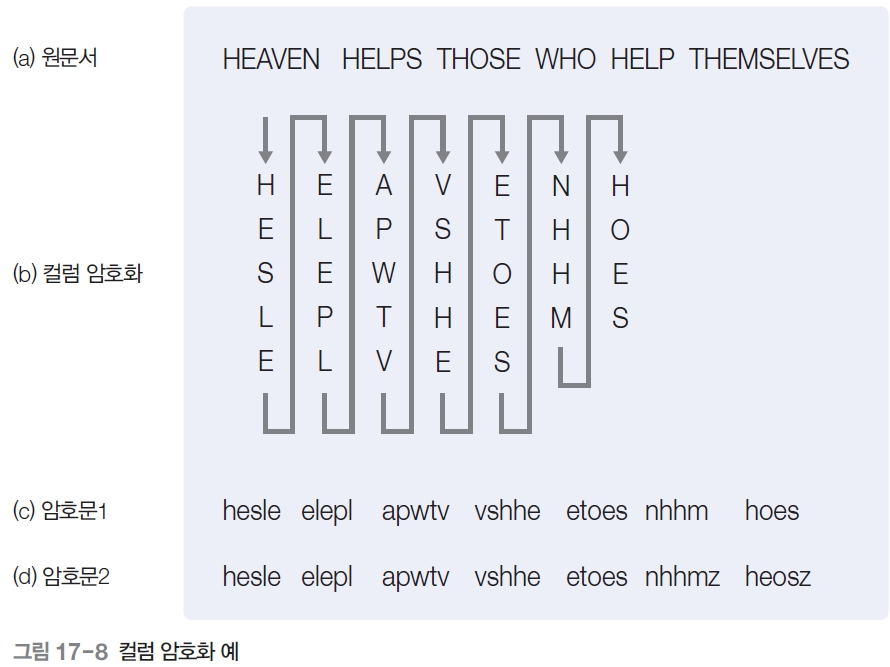 (a) 원문서 HEAVEN HELPS THOSE WHO HELP THEMSELVES
(b) 컬럼 암호화
H E A V E N H
E L P S T H O
S E W H O H E
L P T H E M S
E L V E S
(c) 암호문1 hesle elepl apwtv vshhe etoes nhhm hoes
(d) 암호문2 hesle elepl apwtv vshhe etoes nhhmz heosz
그림 17-8 컬럼 암호화 예